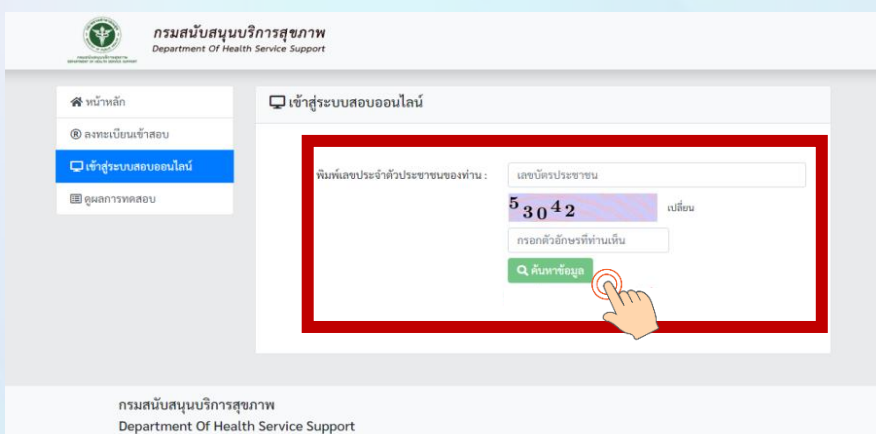 กรมสนับสนุนบริการสุขภาพ
Department Of Health Service Support
หน้าหลัก
ลงทะเบียนเข้าสอบ
เข้าสู่ระบบสอบออนไลน์
ดูผลการทดสอบ
เข้าสู่ระบบสอบออนไลน์
พิมพ์เลขประจำตัวประชาชนของท่าน :
เลขบัตรประชาชน
53042
เปลี่ยน
กรอกตัวอักษรที่ท่านเห็น
ค้นหาข้อมูล
กรมสนับสนุนบริการสุขภาพ
Department Of Health Service Support